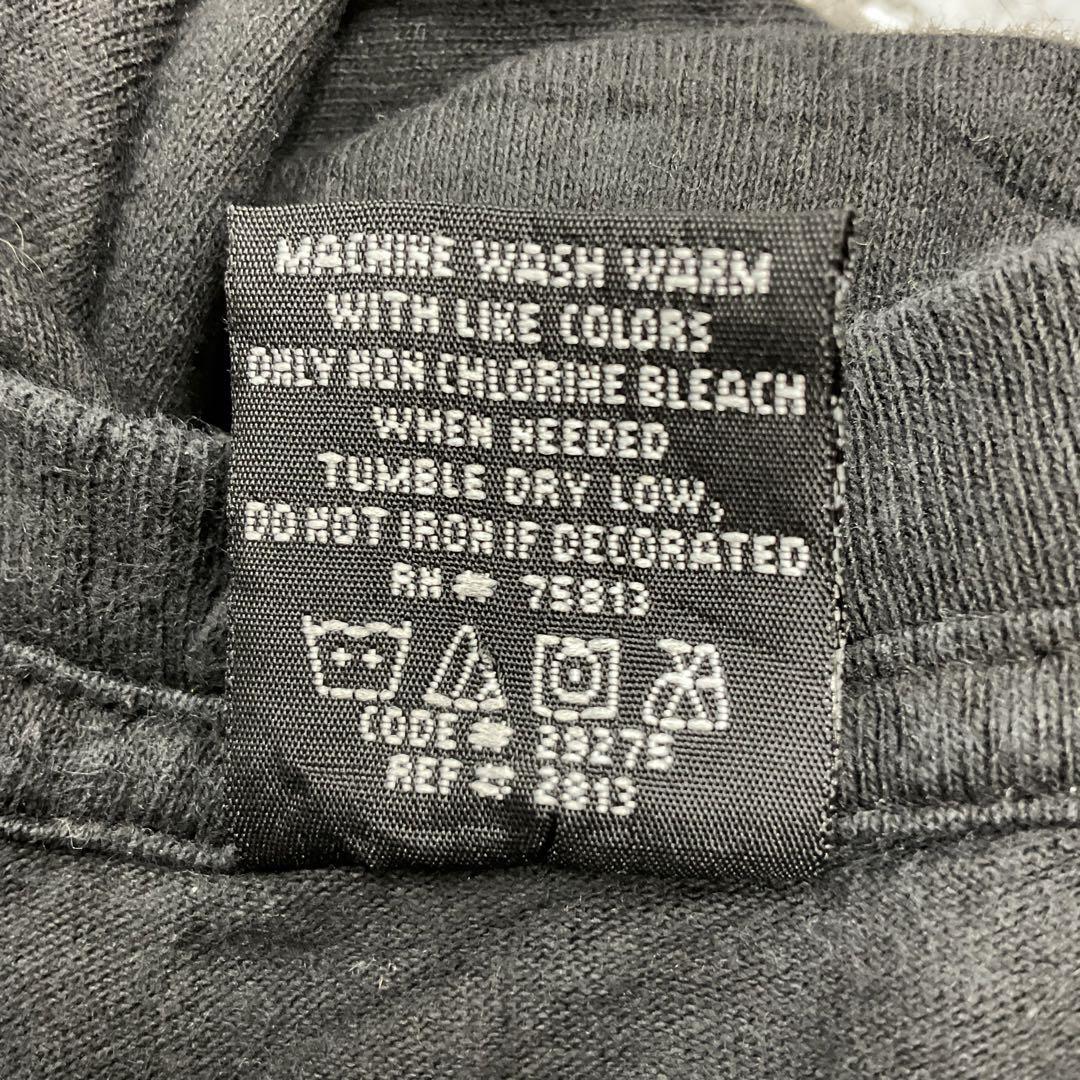 MACHINE WASH WARM
WITH LIKE COLORS
ONLY NON CHLORINE BLEACH
WHEN NEEDED
TUMBLE DRY LOW,
DO NOT IRON IF DECORATED
RN # 75813
CODE #
REF # 2813